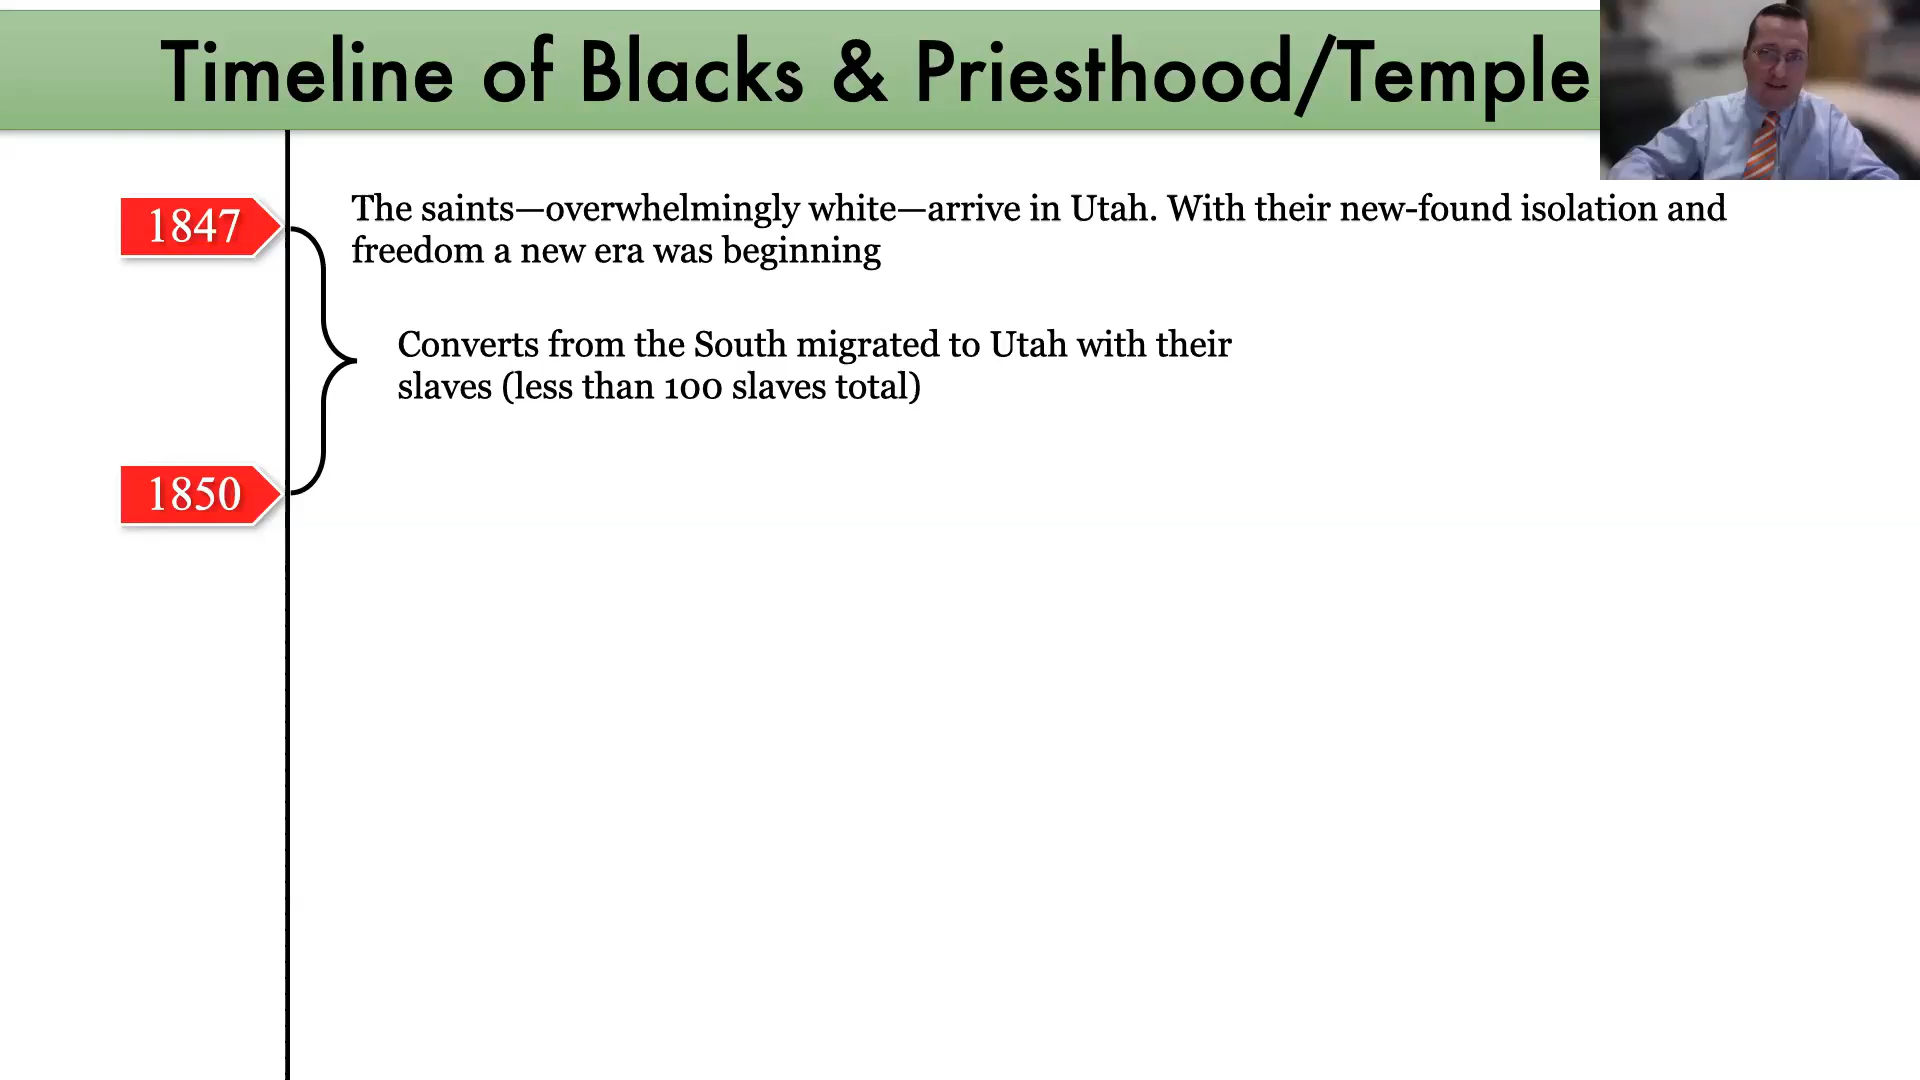 Timeline of Blacks & Priesthood/Temple
1847
The saints—overwhelmingly white—arrive in Utah. With their new-found isolation and
freedom a new era was beginning
Converts from the South migrated to Utah with their
slaves (less than 100 slaves total)
1850